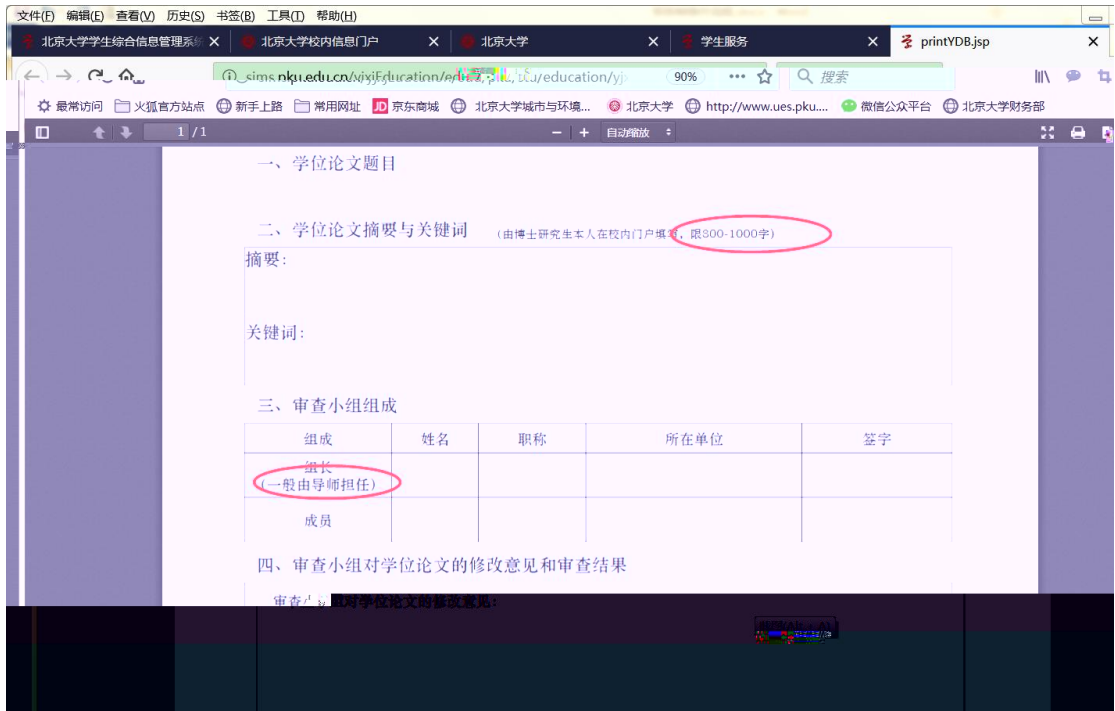 文件(F) 编辑(E) 查看(V) 历史(S) 书签(B) 工具(T) 帮助(H)
北京大学学生综合信息管理系统 北京大学校内信息门户 北京大学 学生服务 printYDB.jsp
90% 搜索
最常访问 火狐官方站点 新手上路 常用网址 JD 京东商城 北京大学城市与环境... 北京大学 http://www.ues.pku.... 微信公众平台 北京大学财务部
1 / 1 自动缩放
一、学位论文题目
二、学位论文摘要与关键词 (由博士研究生本人在校内门户填写，限800-1000字)
摘要:
关键词:
三、审查小组组成
组成 姓名 职称 所在单位 签字
组长
(一般由导师担任)
成员
四、审查小组对学位论文的修改意见和审查结果
审查小组对学位论文的修改意见: